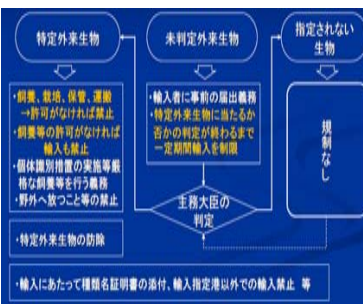 特定外来生物
未判定外来生物
指定されない
生物
・飼養、栽培、保管、運搬
→許可がなければ禁止
・飼養等の許可がなければ
輸入も禁止
・個体識別措置の実施等厳
格な飼養等を行う義務
・野外へ放つこと等の禁止
・輸入者に事前の届出義務
・特定外来生物に当たるか
否かの判定が終わるまで
一定期間輸入を制限
規制なし
主務大臣の
判定
・特定外来生物の防除
・輸入にあたって種類名証明書の添付、輸入指定港以外での輸入禁止 等